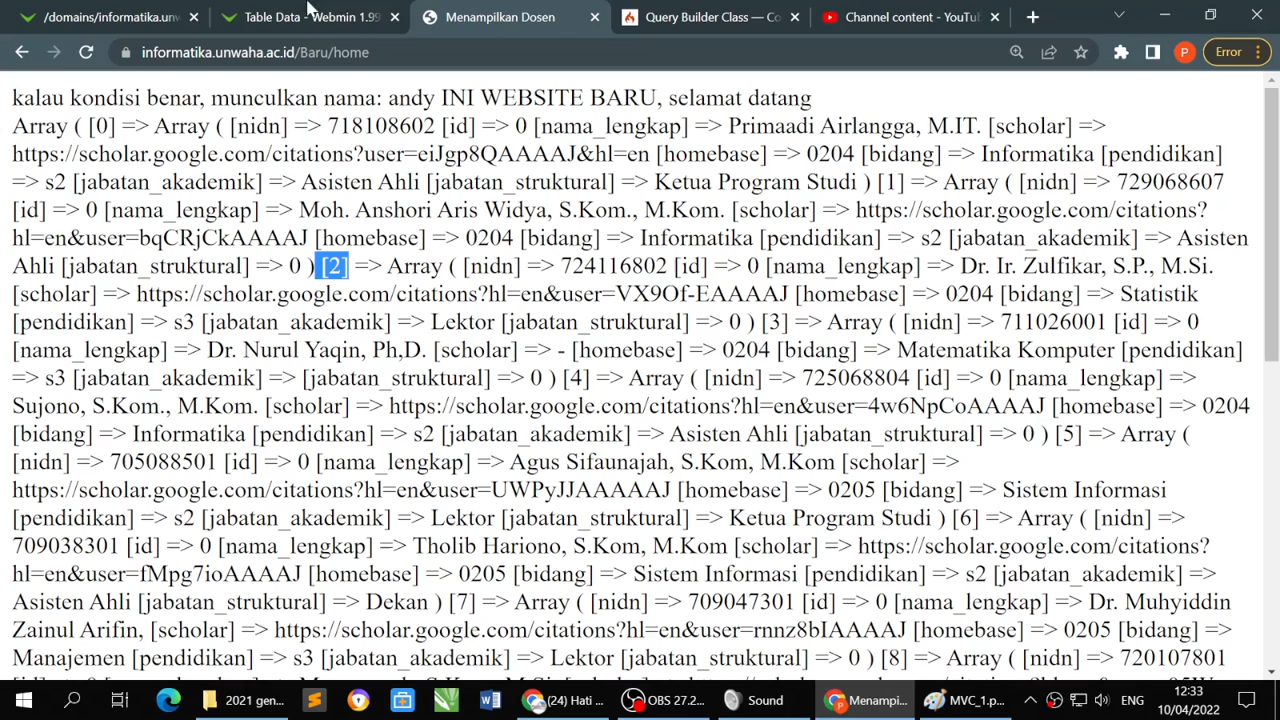 /domains/informatika.unw
Table Data - Webmin 1.99
Menampilkan Dosen
Query Builder Class — Co
Channel content - YouTu
informatika.unwaha.ac.id/Baru/home
Error
kalau kondisi benar, munculkan nama: andy INI WEBSITE BARU, selamat datang
Array ( [0] => Array ( [nidn] => 718108602 [id] => 0 [nama_lengkap] => Primaadi Airlangga, M.IT. [scholar] =>
https://scholar.google.com/citations?user=eiJgp8QAAAAJ&hl=en [homebase] => 0204 [bidang] => Informatika [pendidikan]
=> s2 [jabatan_akademik] => Asisten Ahli [jabatan_struktural] => Ketua Program Studi ) [1] => Array ( [nidn] => 729068607
[id] => 0 [nama_lengkap] => Moh. Anshori Aris Widya, S.Kom., M.Kom. [scholar] => https://scholar.google.com/citations?
hl=en&user=bqCRjCkAAAAJ [homebase] => 0204 [bidang] => Informatika [pendidikan] => s2 [jabatan_akademik] => Asisten
Ahli [jabatan_struktural] => 0 ) [2] => Array ( [nidn] => 724116802 [id] => 0 [nama_lengkap] => Dr. Ir. Zulfikar, S.P., M.Si.
[scholar] => https://scholar.google.com/citations?hl=en&user=VX9Of-EAAAAJ [homebase] => 0204 [bidang] => Statistik
[pendidikan] => s3 [jabatan_akademik] => Lektor [jabatan_struktural] => 0 ) [3] => Array ( [nidn] => 711026001 [id] => 0
[nama_lengkap] => Dr. Nurul Yaqin, Ph,D. [scholar] => - [homebase] => 0204 [bidang] => Matematika Komputer [pendidikan]
=> s3 [jabatan_akademik] => [jabatan_struktural] => 0 ) [4] => Array ( [nidn] => 725068804 [id] => 0 [nama_lengkap] =>
Sujono, S.Kom., M.Kom. [scholar] => https://scholar.google.com/citations?hl=en&user=4w6NpCoAAAAJ [homebase] => 0204
[bidang] => Informatika [pendidikan] => s2 [jabatan_akademik] => Asisten Ahli [jabatan_struktural] => 0 ) [5] => Array (
[nidn] => 705088501 [id] => 0 [nama_lengkap] => Agus Sifaunajah, S.Kom, M.Kom [scholar] =>
https://scholar.google.com/citations?hl=en&user=UWPyJJAAAAAJ [homebase] => 0205 [bidang] => Sistem Informasi
[pendidikan] => s2 [jabatan_akademik] => Lektor [jabatan_struktural] => Ketua Program Studi ) [6] => Array ( [nidn] =>
709038301 [id] => 0 [nama_lengkap] => Tholib Hariono, S.Kom, M.Kom [scholar] => https://scholar.google.com/citations?
hl=en&user=fMpg7ioAAAAJ [homebase] => 0205 [bidang] => Sistem Informasi [pendidikan] => s2 [jabatan_akademik] =>
Asisten Ahli [jabatan_struktural] => Dekan ) [7] => Array ( [nidn] => 709047301 [id] => 0 [nama_lengkap] => Dr. Muhyiddin
Zainul Arifin, [scholar] => https://scholar.google.com/citations?hl=en&user=rnnz8bIAAAAJ [homebase] => 0205 [bidang] =>
Manajemen [pendidikan] => s3 [jabatan_akademik] => Lektor [jabatan_struktural] => 0 ) [8] => Array ( [nidn] => 720107801
2021 gen...
(24) Hati ...
OBS 27.2...
Sound
Menampi...
MVC_1.p...
ENG
12:33
10/04/2022